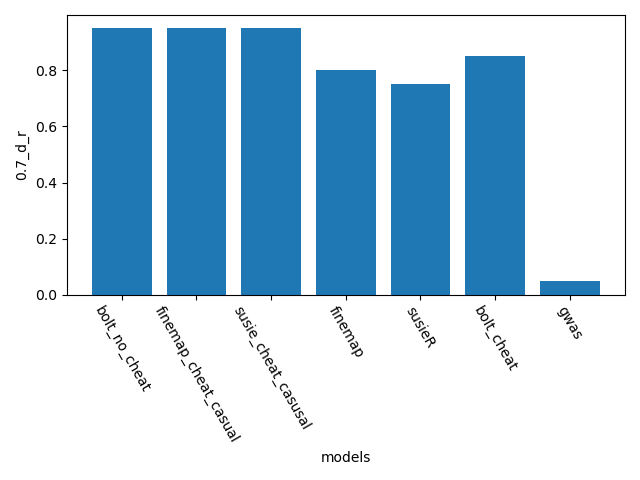 0.7_d_r
0.8
0.6
0.4
0.2
0.0
bolt_no_cheat
finemap_cheat_casual
susie_cheat_casusal
finemap
susieR
bolt_cheat
gwas
models